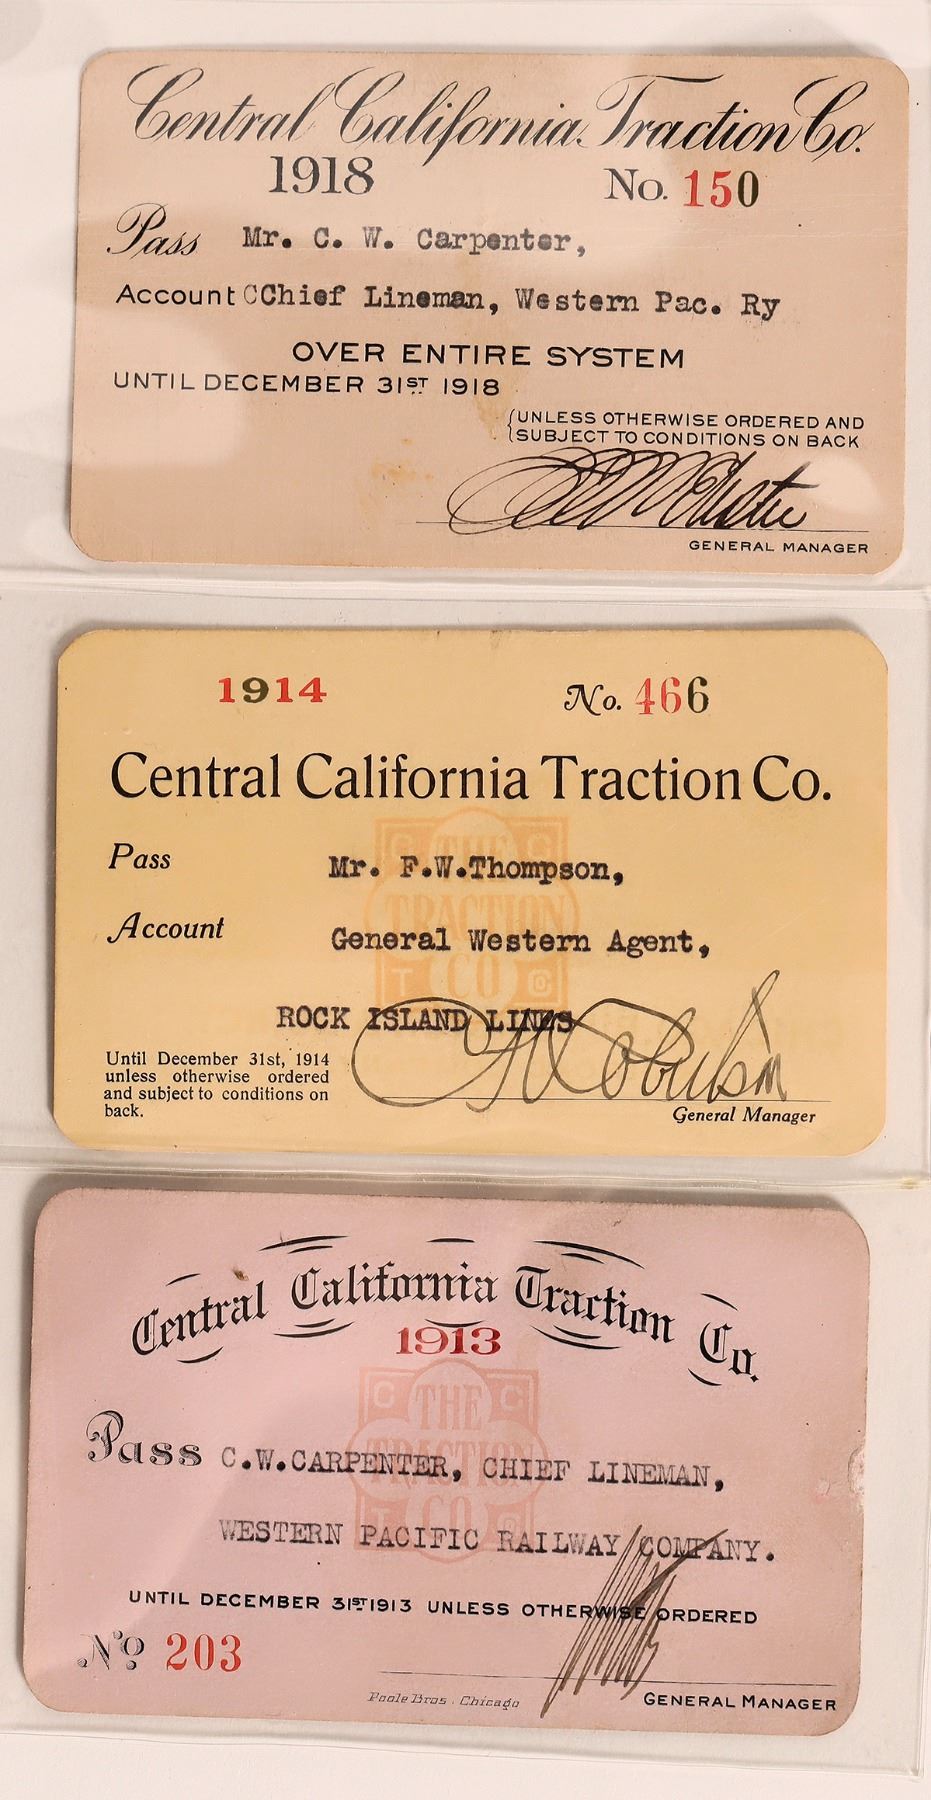 Central California Traction Co.
1918 No. 150
Pass Mr. C. W. Carpenter,
Account CChief Lineman, Western Pac. Ry
OVER ENTIRE SYSTEM
UNTIL DECEMBER 31ST 1918
UNLESS OTHERWISE ORDERED AND
SUBJECT TO CONDITIONS ON BACK
GENERAL MANAGER
1914 No. 466
Central California Traction Co.
Pass Mr. F.W.Thompson,
Account General Western Agent,
ROCK ISLAND LINES
C C
THE
TRACTION
CO
T C
Until December 31st, 1914
unless otherwise ordered
and subject to conditions on
back.
General Manager
Central California Traction Co.
1913
C C
THE
TRACTION
CO
Pass C.W.CARPENTER, CHIEF LINEMAN,
WESTERN PACIFIC RAILWAY COMPANY.
UNTIL DECEMBER 31ST 1913 UNLESS OTHERWISE ORDERED
No 203
Poole Bros. Chicago
GENERAL MANAGER